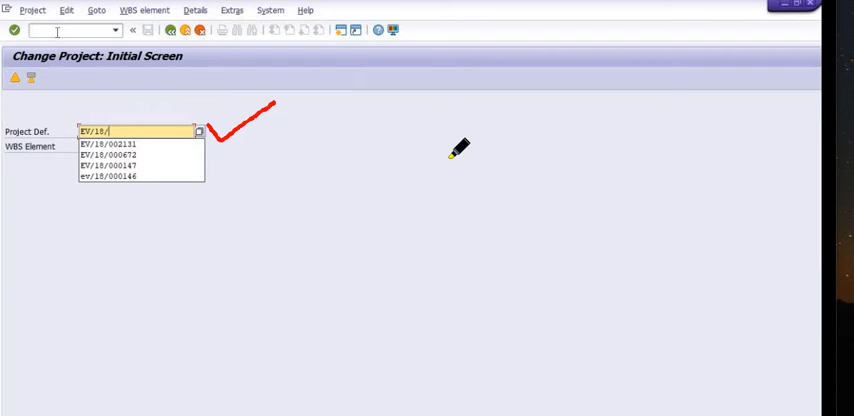 Project Edit Goto WBS element Details Extras System Help
Change Project: Initial Screen
Project Def. EV/18/
WBS Element
EV/18/002131
EV/18/000672
EV/18/000147
ev/18/000146